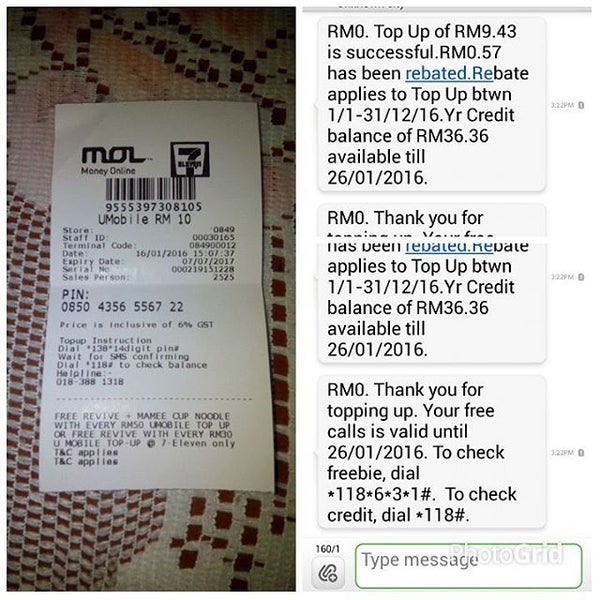 MOL™
Money Online
7
ELEVEN
9555397308105
UMobile RM 10
Store: 0849
Staff ID: 00030165
Terminal Code: 084900012
Date: 16/01/2016 15:07:37
Expiry Date: 07/07/2017
Serial No 000219151228
Sales Person: 2525
PIN:
0850 4356 5567 22
Price is inclusive of 6% GST
Topup Instruction
Dial *138*14digit pin#
Wait for SMS confirming
Dial *118# to check balance
Helpline:-
018-388 1318
FREE REVIVE + MAMEE CUP NOODLE
WITH EVERY RM50 UMOBILE TOP UP
OR FREE REVIVE WITH EVERY RM30
U MOBILE TOP-UP @ 7-Eleven only
T&C applies
T&C applies
RM0. Top Up of RM9.43
is successful.RM0.57
has been rebated.Rebate
applies to Top Up btwn
1/1-31/12/16.Yr Credit
balance of RM36.36
available till
26/01/2016.
3:22PM
RM0. Thank you for
topping up. Your free
has been rebated.Rebate
applies to Top Up btwn
1/1-31/12/16.Yr Credit
balance of RM36.36
available till
26/01/2016.
3:22PM
RM0. Thank you for
topping up. Your free
calls is valid until
26/01/2016. To check
freebie, dial
*118*6*3*1#. To check
credit, dial *118#.
3:22PM
160/1
Type message
PhotoGrid